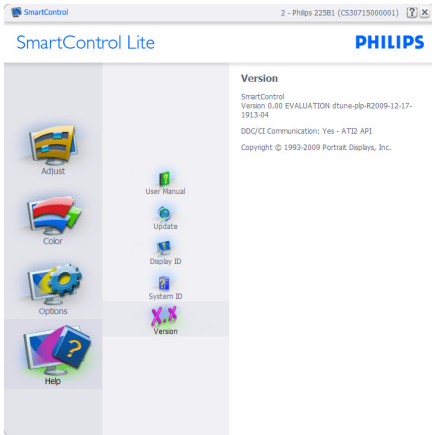 SmartControl
2 - Philips 225B1 (CS30715000001) ? X
SmartControl Lite
PHILIPS
Version
SmartControl
Version 0.00 EVALUATION dtune-plp-R2009-12-17-
1913-04
DDC/CI Communication: Yes - ATI2 API
Copyright © 1993-2009 Portrait Displays, Inc.
Adjust
Color
Options
Help
User Manual
Update
Display ID
System ID
X.X
Version